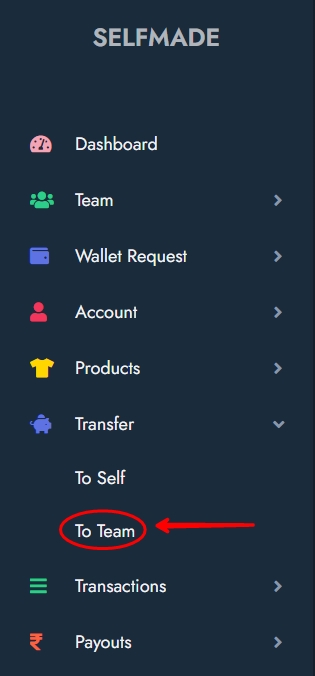 SELFMADE
Dashboard
Team
Wallet Request
Account
Products
Transfer
To Self
To Team
Transactions
Payouts